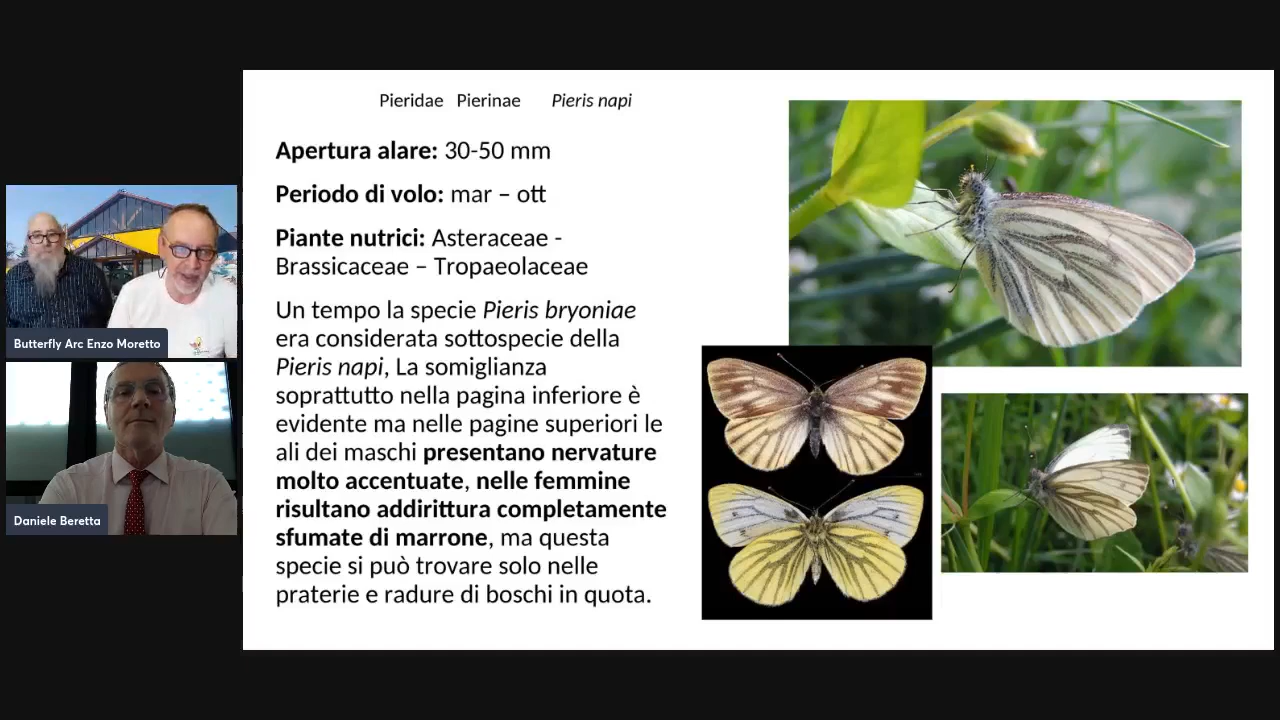 Pieridae Pierinae Pieris napi
Apertura alare: 30-50 mm
Periodo di volo: mar – ott
Piante nutrici: Asteraceae -
Brassicaceae – Tropaeolaceae
Un tempo la specie Pieris bryoniae
era considerata sottospecie della
Pieris napi, La somiglianza
soprattutto nella pagina inferiore è
evidente ma nelle pagine superiori le
ali dei maschi presentano nervature
molto accentuate, nelle femmine
risultano addirittura completamente
sfumate di marrone, ma questa
specie si può trovare solo nelle
praterie e radure di boschi in quota.
Butterfly Arc Enzo Moretto
Daniele Beretta